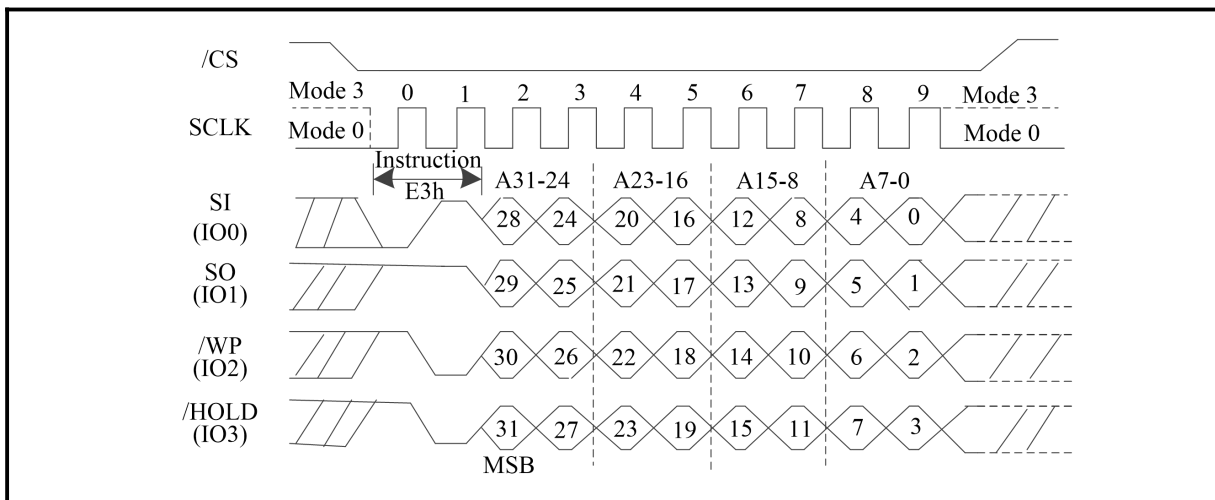 /CS
Mode 3 0 1 2 3 4 5 6 7 8 9 Mode 3
SCLK
Mode 0 Mode 0
Instruction
E3h
A31-24 A23-16 A15-8 A7-0
SI
(IO0)
28 24 20 16 12 8 4 0
SO
(IO1)
29 25 21 17 13 9 5 1
/WP
(IO2)
30 26 22 18 14 10 6 2
/HOLD
(IO3)
31 27 23 19 15 11 7 3
MSB